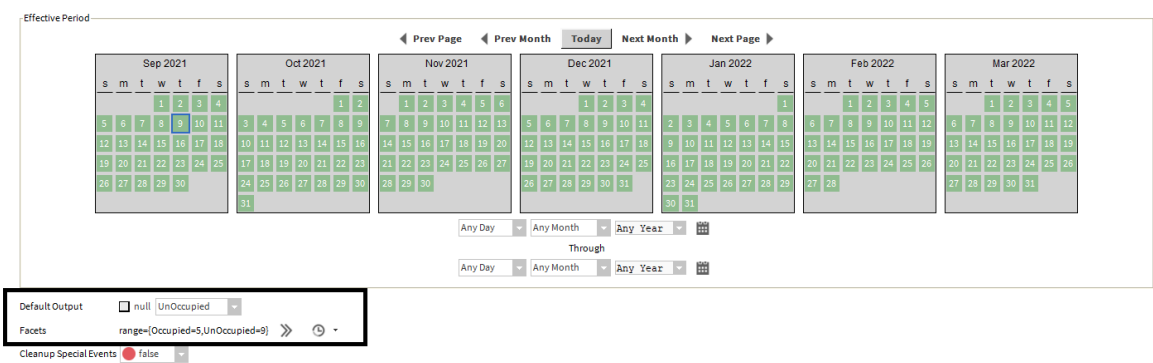 Effective Period
Prev Page Prev Month Today Next Month Next Page
Sep 2021
s m t w t f s
1 2 3 4
5 6 7 8 9 10 11
12 13 14 15 16 17 18
19 20 21 22 23 24 25
26 27 28 29 30
Oct 2021
s m t w t f s
1 2
3 4 5 6 7 8 9
10 11 12 13 14 15 16
17 18 19 20 21 22 23
24 25 26 27 28 29 30
31
Nov 2021
s m t w t f s
1 2 3 4 5 6
7 8 9 10 11 12 13
14 15 16 17 18 19 20
21 22 23 24 25 26 27
28 29 30
Dec 2021
s m t w t f s
1 2 3 4
5 6 7 8 9 10 11
12 13 14 15 16 17 18
19 20 21 22 23 24 25
26 27 28 29 30 31
Jan 2022
s m t w t f s
1
2 3 4 5 6 7 8
9 10 11 12 13 14 15
16 17 18 19 20 21 22
23 24 25 26 27 28 29
30 31
Feb 2022
s m t w t f s
1 2 3 4 5
6 7 8 9 10 11 12
13 14 15 16 17 18 19
20 21 22 23 24 25 26
27 28
Mar 2022
s m t w t f s
1 2 3 4 5
6 7 8 9 10 11 12
13 14 15 16 17 18 19
20 21 22 23 24 25 26
27 28 29 30 31
Any Day Any Month Any Year
Through
Any Day Any Month Any Year
Default Output null UnOccupied
Facets range={Occupied=5,UnOccupied=9}
Cleanup Special Events false